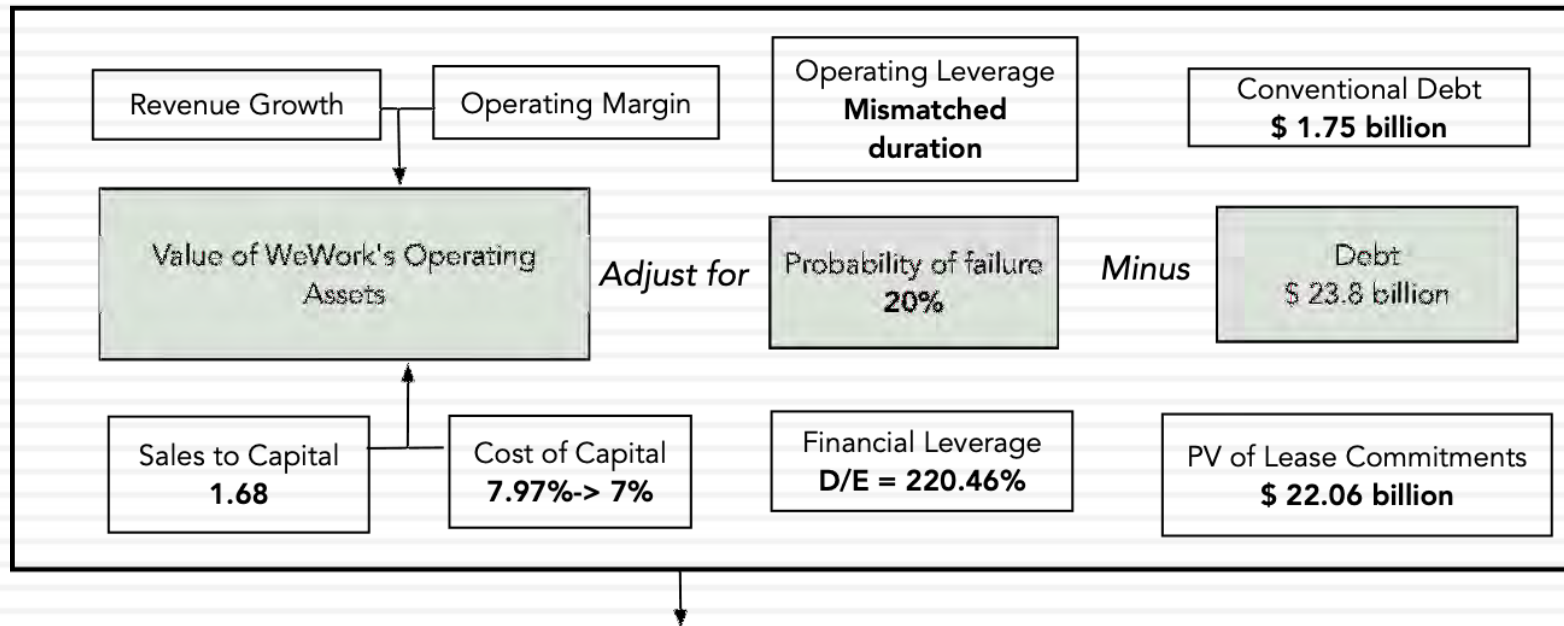 Revenue Growth
Operating Margin
Operating Leverage
Mismatched
duration
Conventional Debt
$ 1.75 billion
Value of WeWork's Operating
Assets
Adjust for
Probability of failure
20%
Minus
Debt
$ 23.8 billion
Sales to Capital
1.68
Cost of Capital
7.97%-> 7%
Financial Leverage
D/E = 220.46%
PV of Lease Commitments
$ 22.06 billion